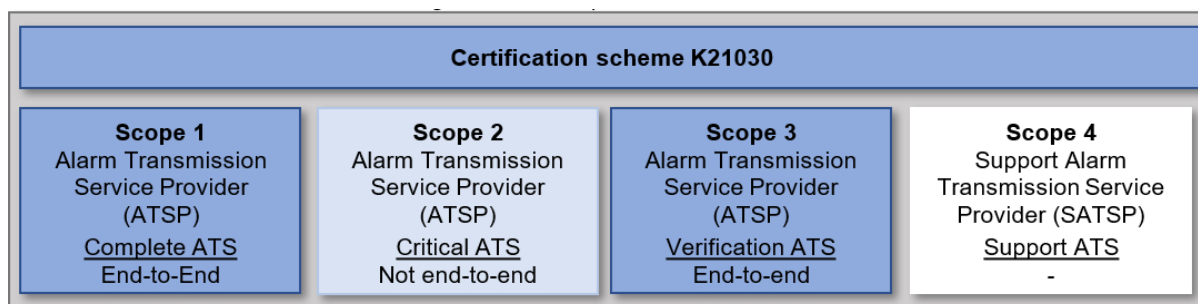 Certification scheme K21030
Scope 1
Alarm Transmission
Service Provider
(ATSP)
Complete ATS
End-to-End
Scope 2
Alarm Transmission
Service Provider
(ATSP)
Critical ATS
Not end-to-end
Scope 3
Alarm Transmission
Service Provider
(ATSP)
Verification ATS
End-to-end
Scope 4
Support Alarm
Transmission Service
Provider (SATSP)
Support ATS
-